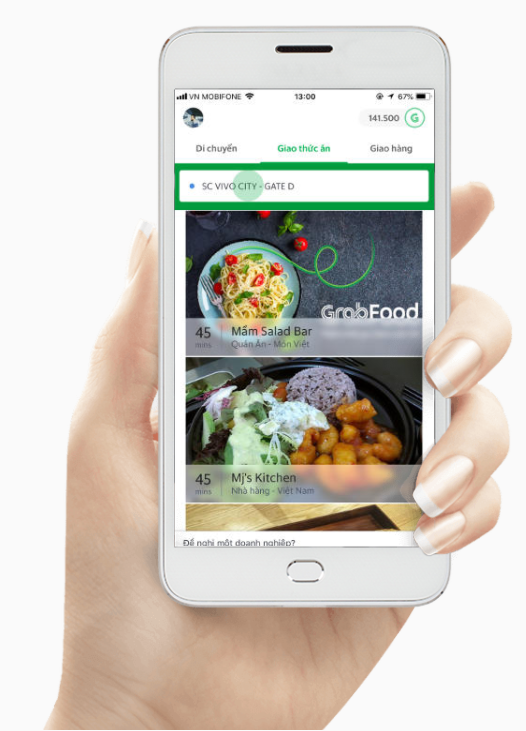 VN MOBIFONE 13:00 67%
141.500 G
Di chuyển Giao thức ăn Giao hàng
SC VIVO CITY - GATE D
GrabFood
45 Mầm Salad Bar
mins Quán Ăn - Món Việt
45 Mj's Kitchen
mins Nhà hàng - Việt Nam
Đề nghị một doanh nghiệp?